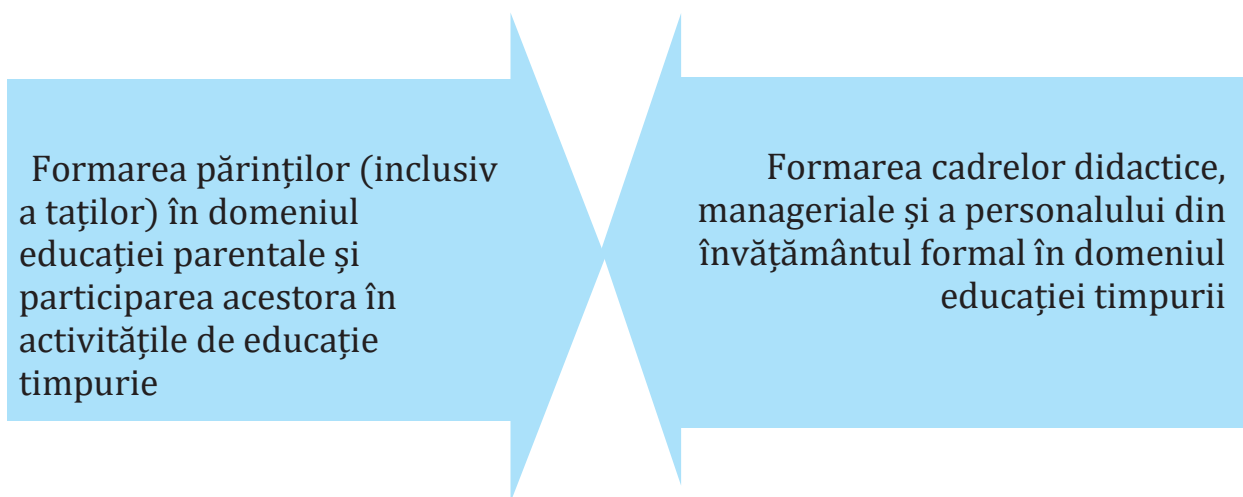 Formarea părinților (inclusiv
a taților) în domeniul
educației parentale și
participarea acestora în
activitățile de educație
timpurie
Formarea cadrelor didactice,
manageriale și a personalului din
învățământul formal în domeniul
educației timpurii